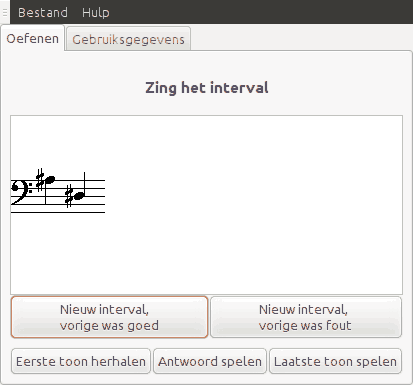 Bestand Hulp
Oefenen Gebruiksgegevens
Zing het interval
Nieuw interval,
vorige was goed
Nieuw interval,
vorige was fout
Eerste toon herhalen Antwoord spelen Laatste toon spelen